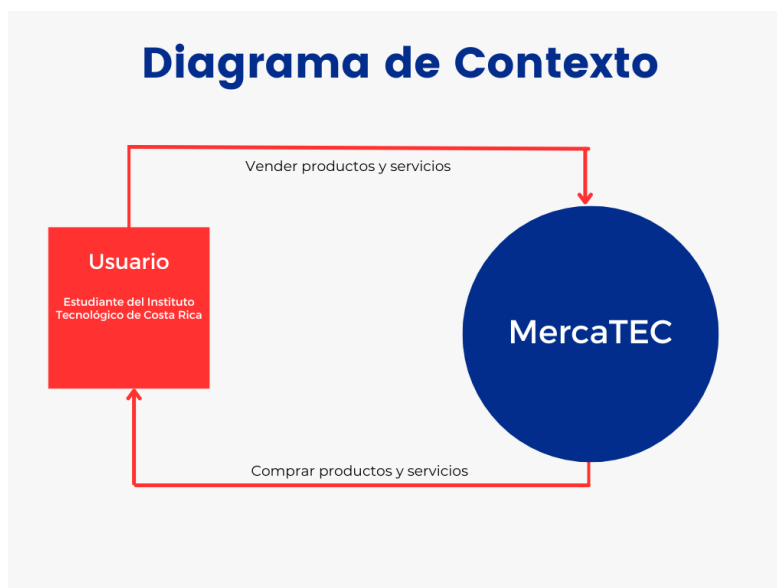 Diagrama de Contexto
Vender productos y servicios
Usuario
Estudiante del Instituto
Tecnológico de Costa Rica
MercaTEC
Comprar productos y servicios